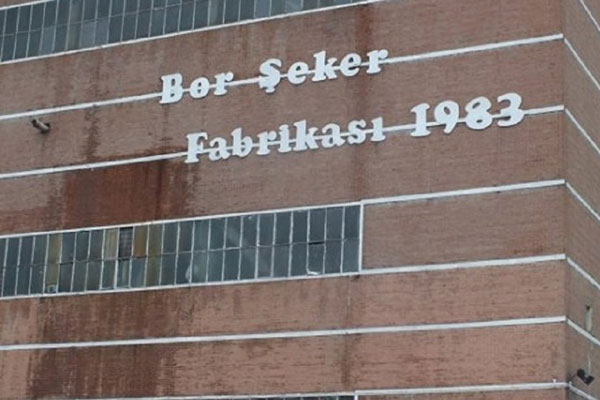 Bor Şeker
Fabrikası 1983